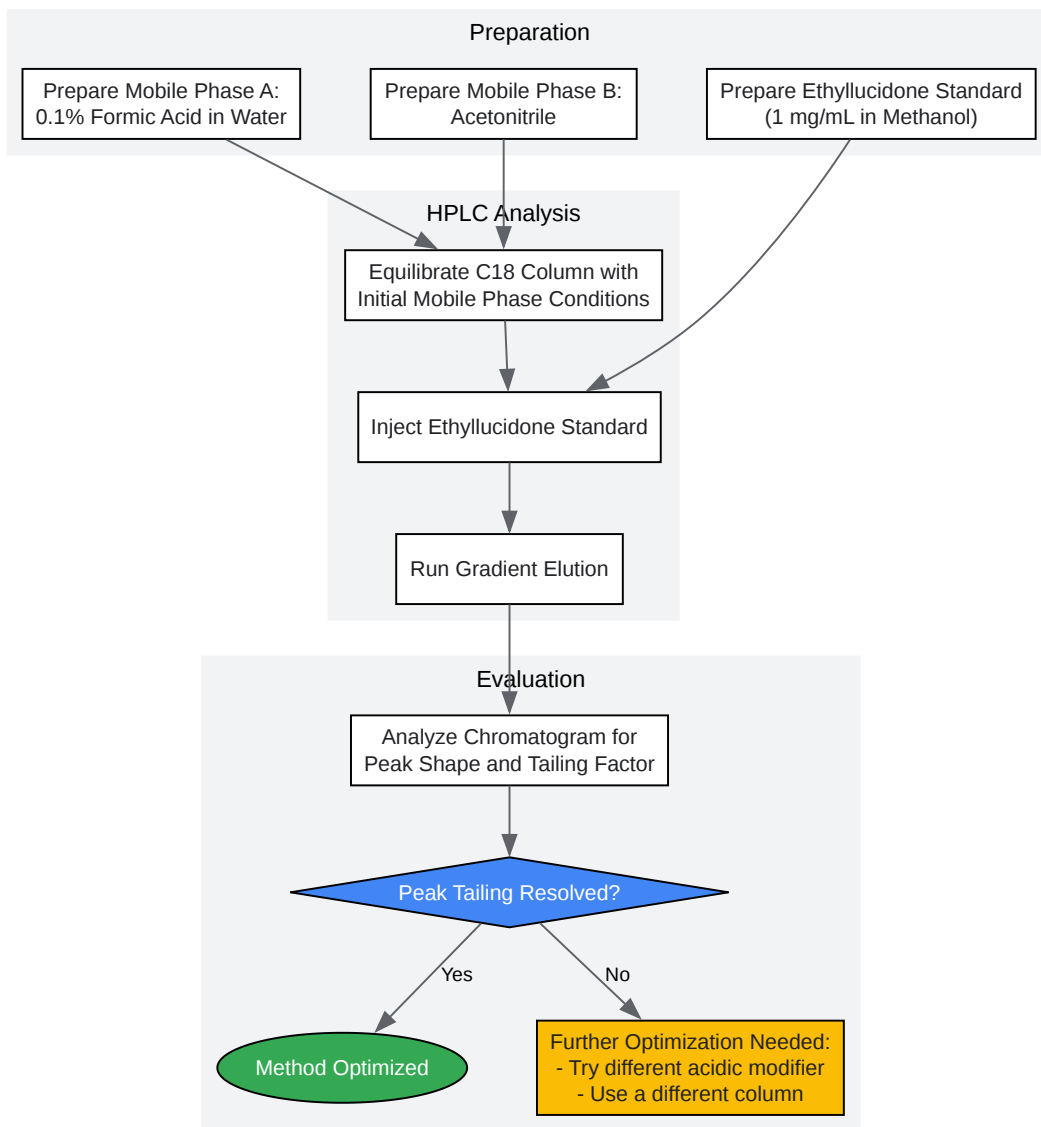 Preparation
Prepare Mobile Phase A:
0.1% Formic Acid in Water
Prepare Mobile Phase B:
Acetonitrile
Prepare Ethyllucidone Standard
(1 mg/mL in Methanol)
HPLC Analysis
Equilibrate C18 Column with
Initial Mobile Phase Conditions
Inject Ethyllucidone Standard
Run Gradient Elution
Evaluation
Analyze Chromatogram for
Peak Shape and Tailing Factor
Peak Tailing Resolved?
Yes
No
Method Optimized
Further Optimization Needed:
- Try different acidic modifier
- Use a different column